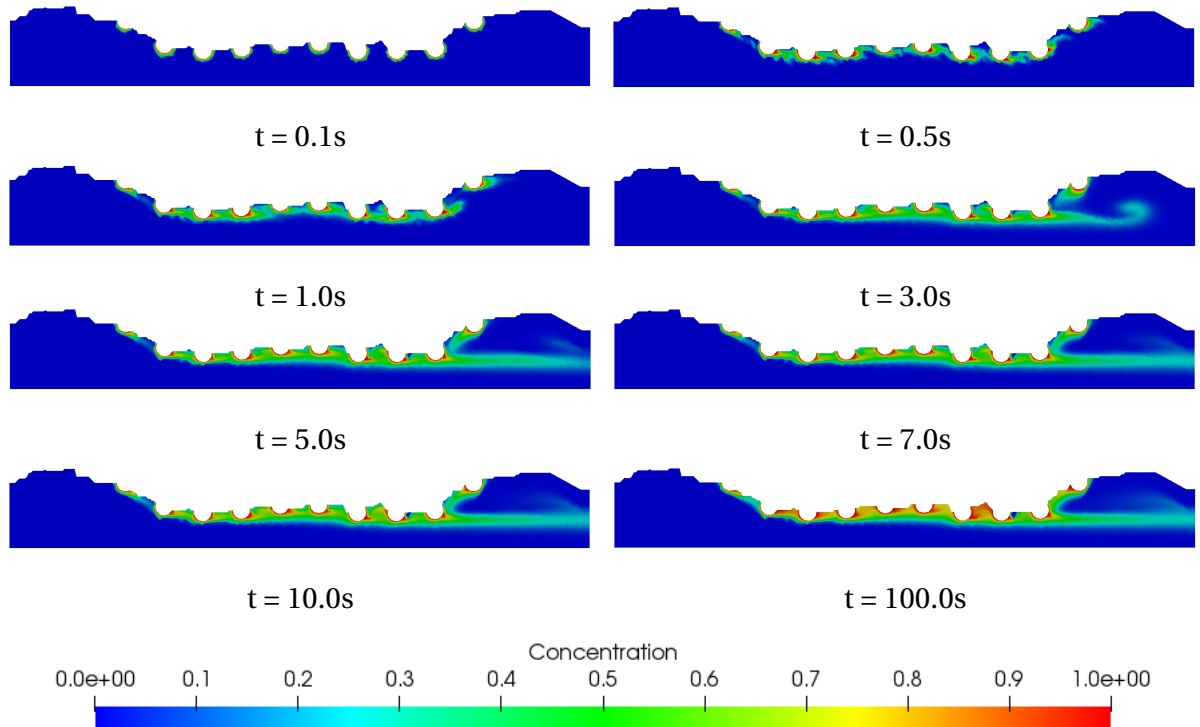 t = 0.1s
t = 0.5s
t = 1.0s
t = 3.0s
t = 5.0s
t = 7.0s
t = 10.0s
t = 100.0s
Concentration
0.0e+00 0.1 0.2 0.3 0.4 0.5 0.6 0.7 0.8 0.9 1.0e+00